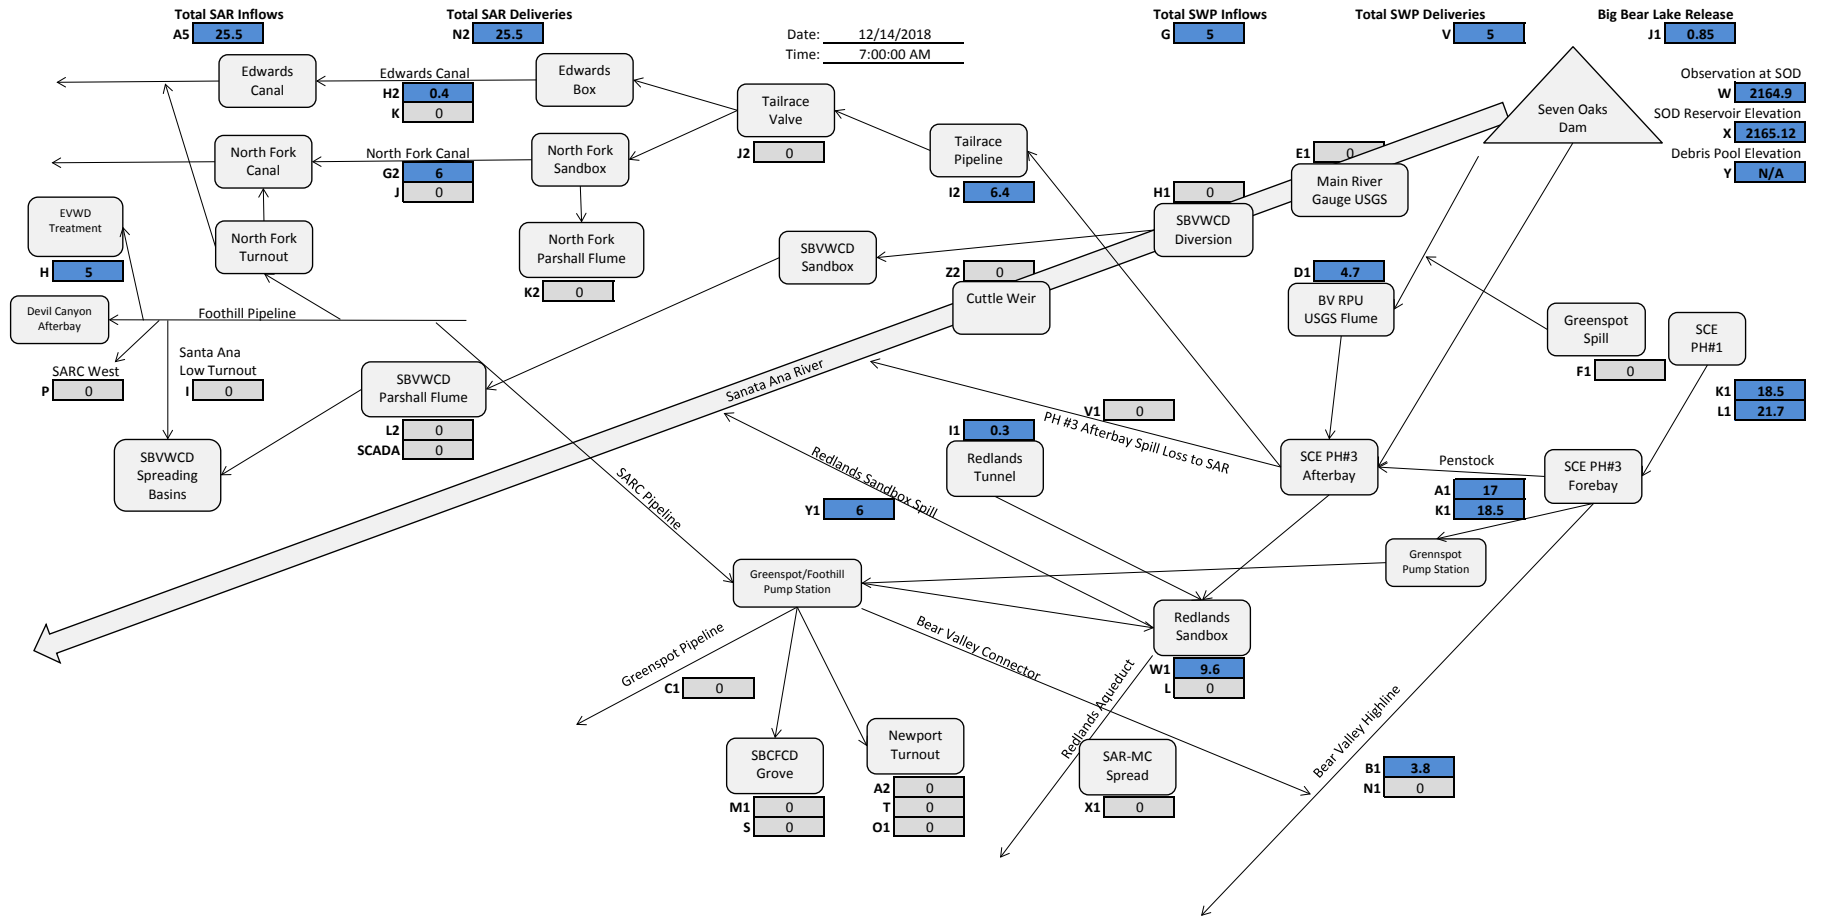 Total SAR Inflows
A5 25.5
Total SAR Deliveries
N2 25.5
Date: 12/14/2018
Time: 7:00:00 AM
Total SWP Inflows
G 5
Total SWP Deliveries
V 5
Big Bear Lake Release
J1 0.85
Observation at SOD
W 2164.9
SOD Reservoir Elevation
X 2165.12
Debris Pool Elevation
Y N/A
Seven Oaks
Dam
Edwards
Canal
Edwards Canal
H2 0.4
K 0
Edwards
Box
Tailrace
Valve
J2 0
Tailrace
Pipeline
I2 6.4
North Fork
Canal
North Fork Canal
G2 6
J 0
North Fork
Sandbox
E1 0
Main River
Gauge USGS
H1 0
SBVWCD
Diversion
EVWD
Treatment
H 5
North Fork
Turnout
North Fork
Parshall Flume
K2 0
SBVWCD
Sandbox
Z2 0
Cuttle Weir
D1 4.7
BV RPU
USGS Flume
Greenspot
Spill
F1 0
SCE
PH#1
K1 18.5
L1 21.7
Devil Canyon
Afterbay
Foothill Pipeline
SARC West
P 0
Santa Ana
Low Turnout
I 0
SBVWCD
Parshall Flume
L2 0
SCADA 0
Sanata Ana River
V1 0
PH #3 Afterbay Spill Loss to SAR
I1 0.3
Redlands
Tunnel
SBVWCD
Spreading
Basins
SARC Pipeline
Redlands Sandbox Spill
Y1 6
SCE PH#3
Afterbay
Penstock
A1 17
K1 18.5
SCE PH#3
Forebay
Grennspot
Pump Station
Greenspot/Foothill
Pump Station
Redlands
Sandbox
W1 9.6
L 0
Greenspot Pipeline
C1 0
Bear Valley Connector
Redlands Aqueduct
Bear Valley Highline
SBCFCD
Grove
M1 0
S 0
Newport
Turnout
A2 0
T 0
O1 0
SAR-MC
Spread
X1 0
B1 3.8
N1 0